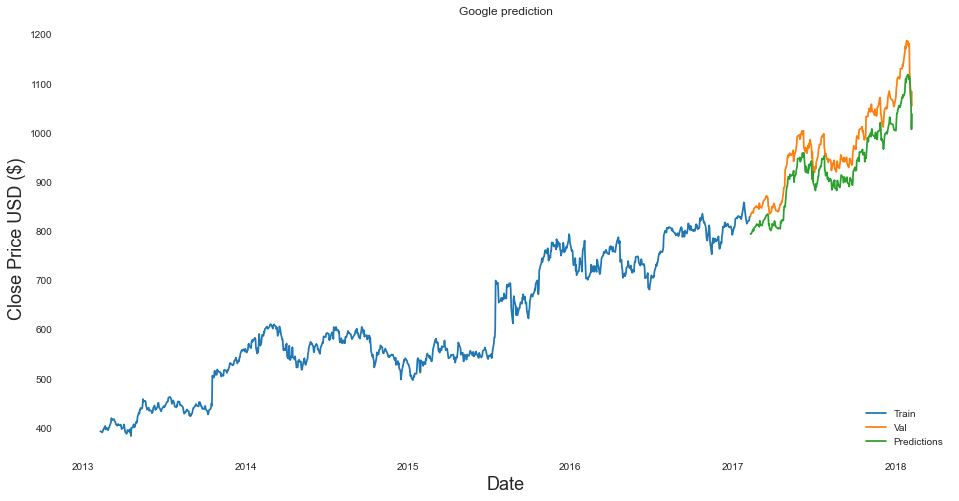 Google prediction
Close Price USD ($)
1200
1100
1000
900
800
700
600
500
400
2013
2014
2015
2016
2017
2018
Date
Train
Val
Predictions